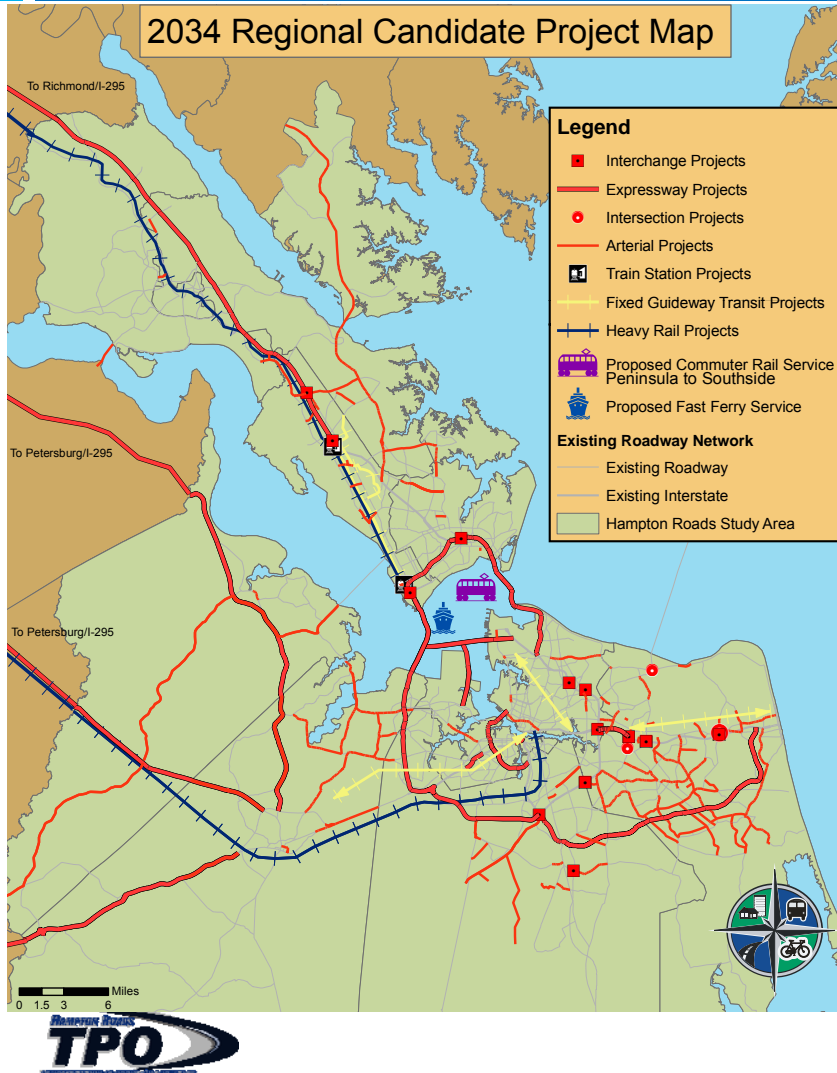 2034 Regional Candidate Project Map
To Richmond/I-295
Legend
Interchange Projects
Expressway Projects
Intersection Projects
Arterial Projects
Train Station Projects
Fixed Guideway Transit Projects
Heavy Rail Projects
Proposed Commuter Rail Service
Peninsula to Southside
Proposed Fast Ferry Service
Existing Roadway Network
Existing Roadway
Existing Interstate
Hampton Roads Study Area
To Petersburg/I-295
To Petersburg/I-295
Miles
0 1.5 3 6
HAMPTON ROADS
TPO